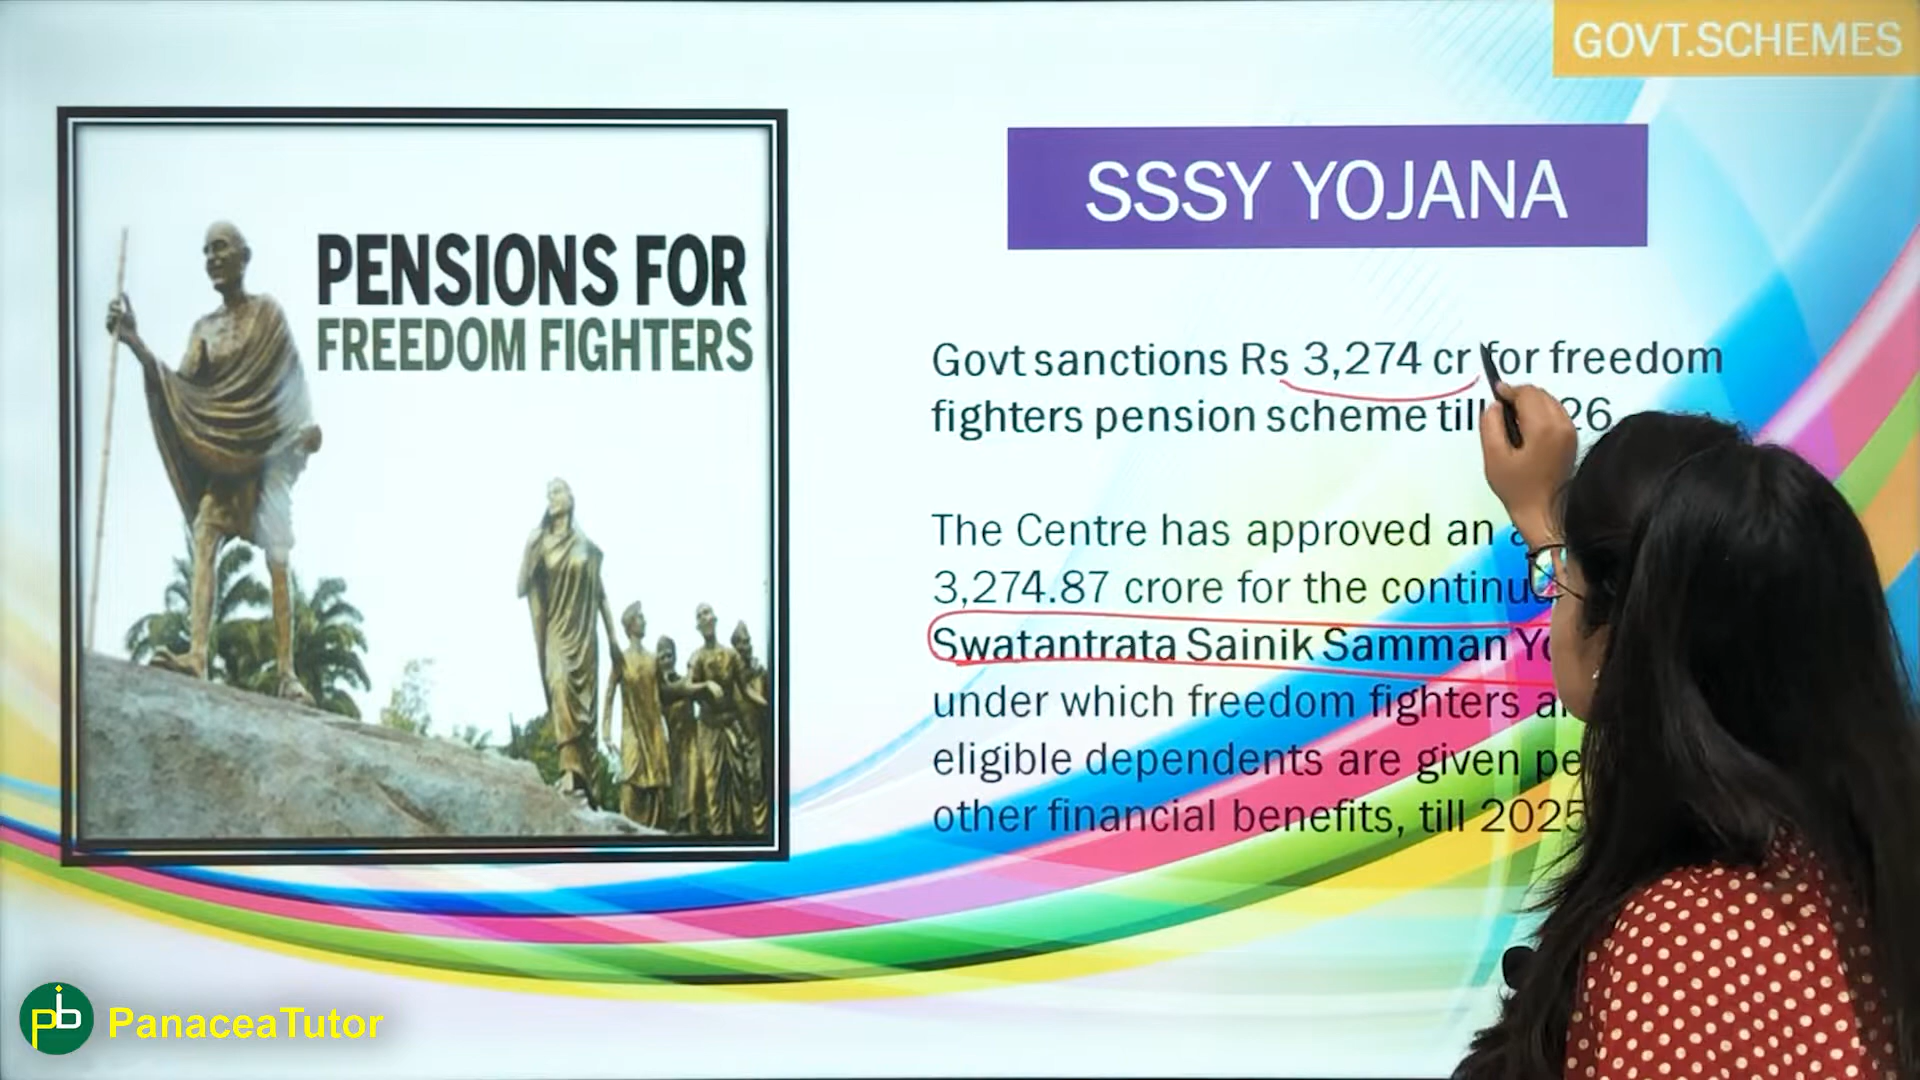 GOVT.SCHEMES
SSSY YOJANA
PENSIONS FOR
FREEDOM FIGHTERS
Govt sanctions Rs 3,274 cr for freedom
fighters pension scheme till
The Centre has approved an
3,274.87 crore for the
Swatantrata Sainik Samman
under which freedom fighters
eligible dependents are given
other financial benefits, till 2025
pb PanaceaTutor